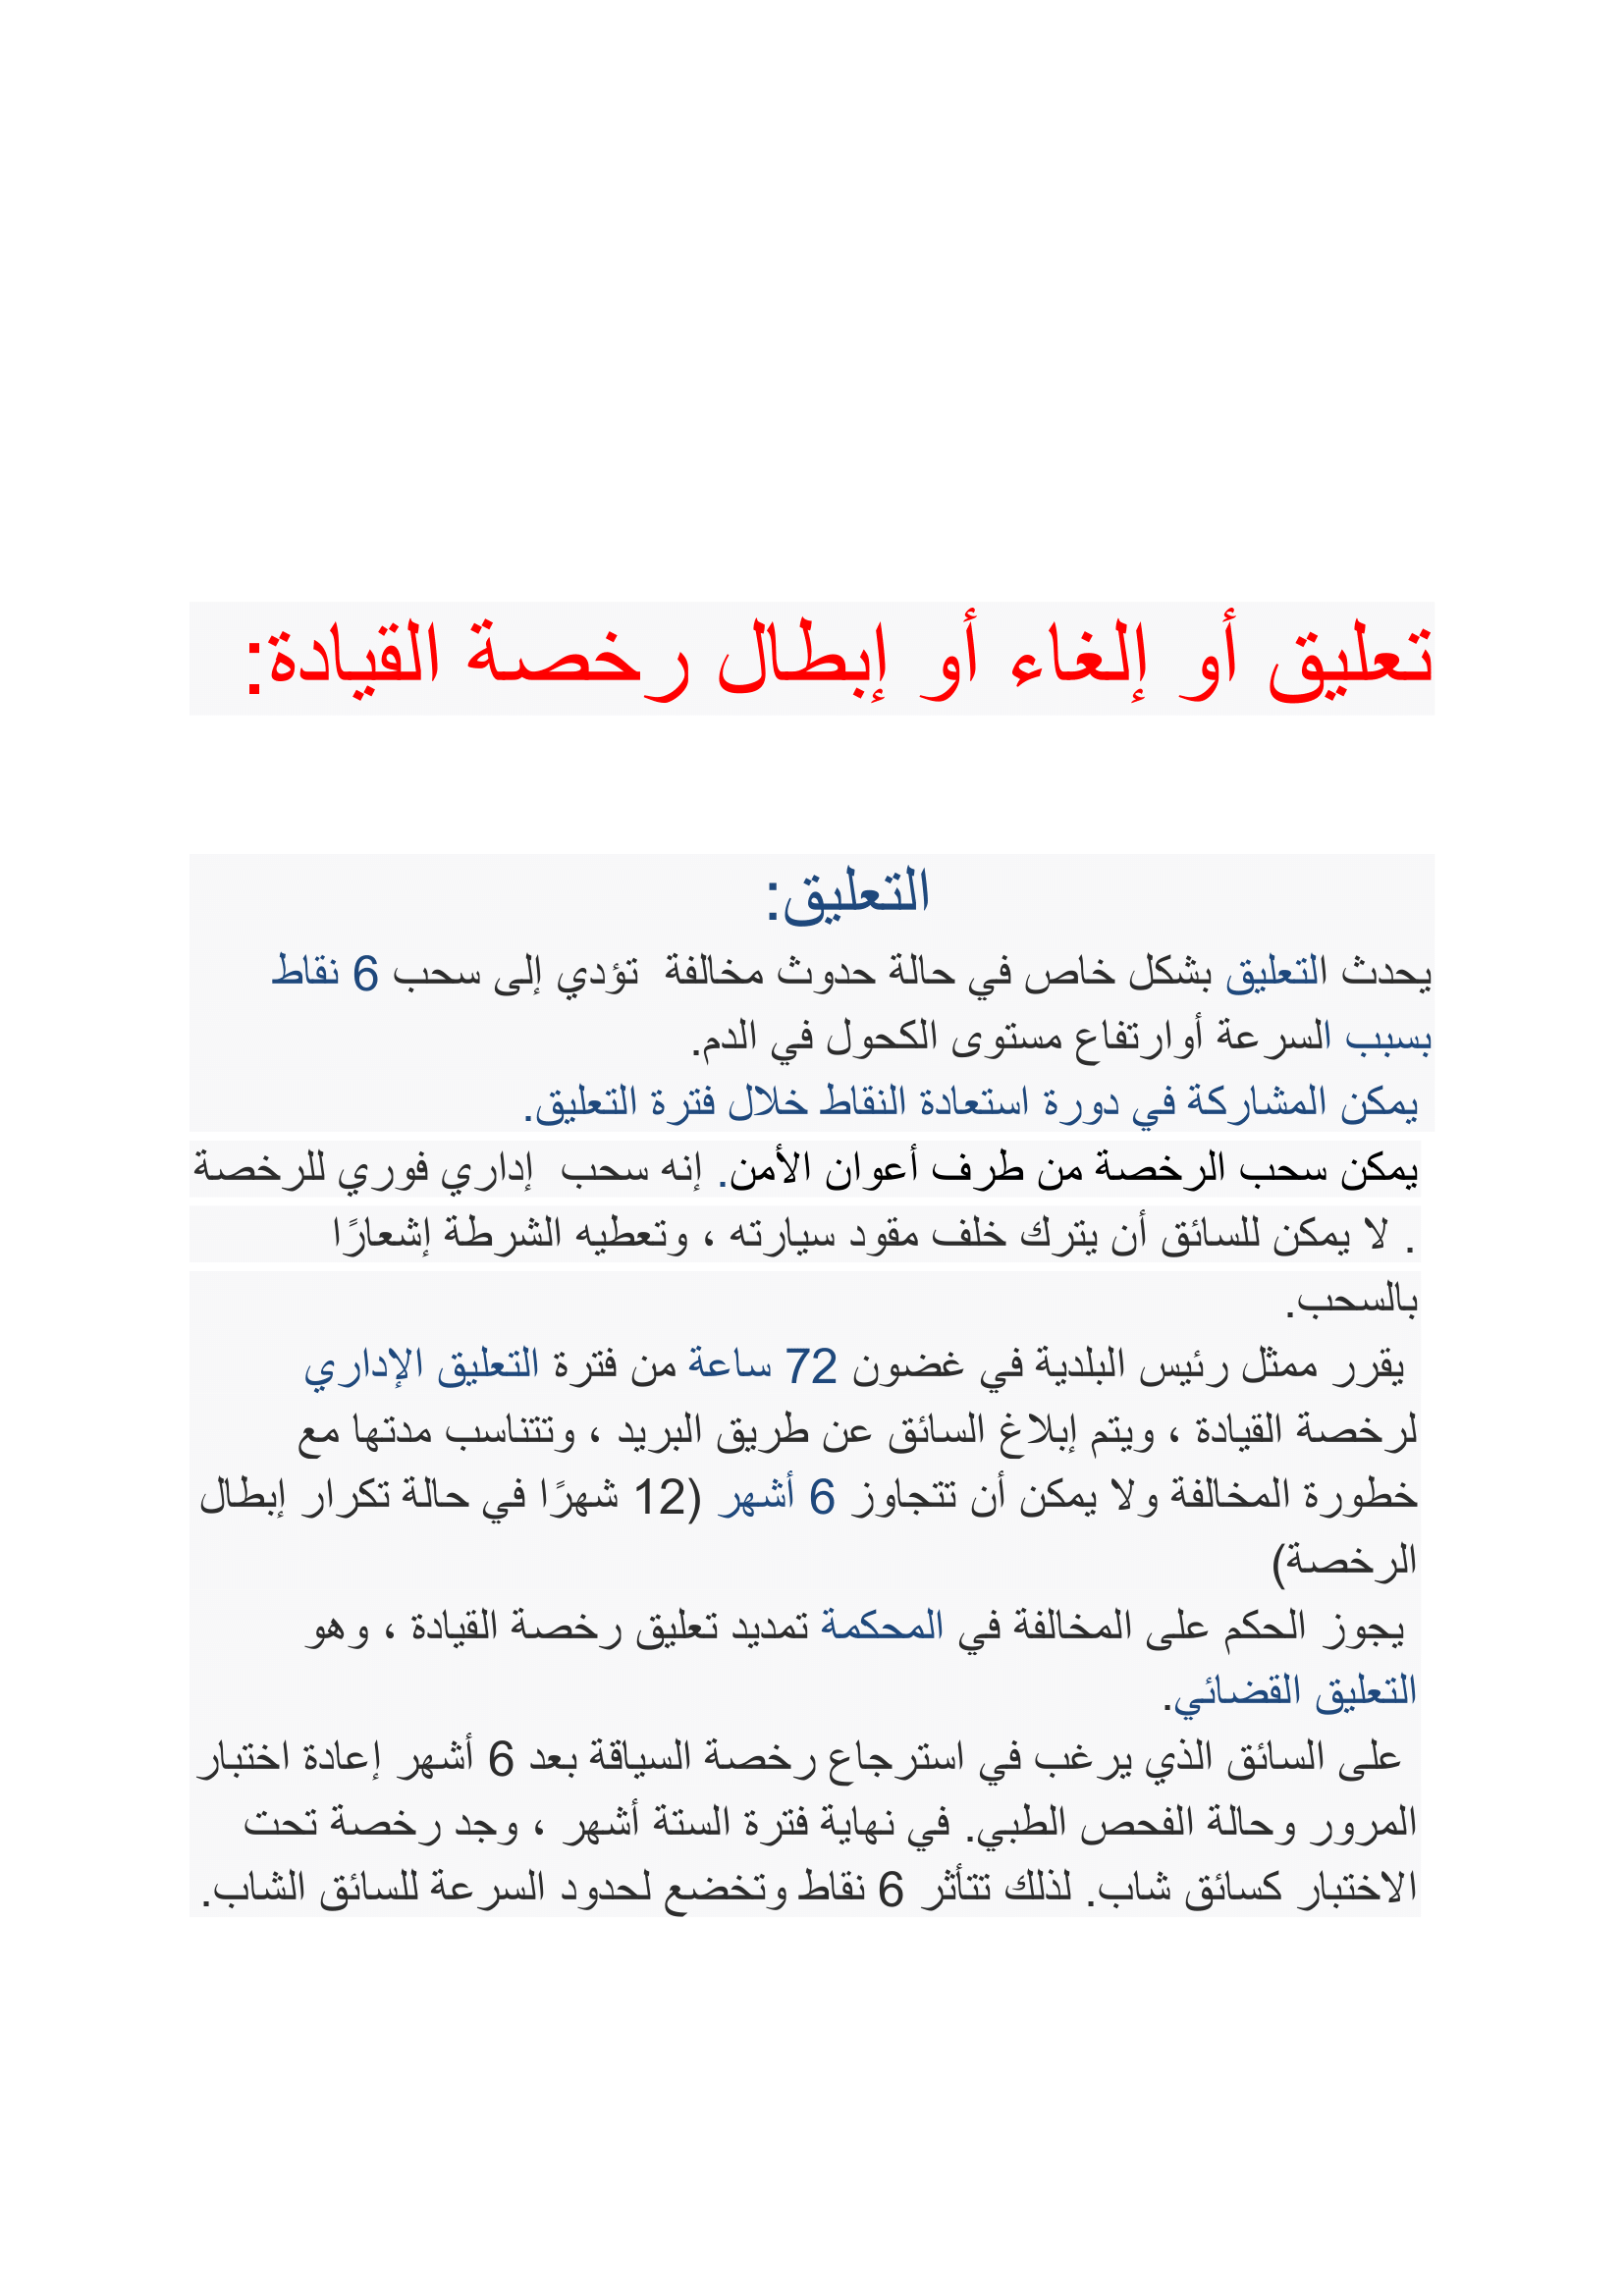 تعليق أو إلغاء أو إبطال رخصة القيادة:
التعليق:
يحدث التعليق بشكل خاص في حالة حدوث مخالفة  تؤدي إلى سحب 6 نقاط
بسبب السرعة أوارتفاع مستوى الكحول في الدم.
يمكن المشاركة في دورة استعادة النقاط خلال فترة التعليق.
يمكن سحب الرخصة من طرف أعوان الأمن. إنه سحب  إداري فوري للرخصة
. لا يمكن للسائق أن يترك خلف مقود سيارته ، وتعطيه الشرطة إشعارًا
بالسحب.
يقرر ممثل رئيس البلدية في غضون 72 ساعة من فترة التعليق الإداري
لرخصة القيادة ، ويتم إبلاغ السائق عن طريق البريد ، وتتناسب مدتها مع
خطورة المخالفة ولا يمكن أن تتجاوز 6 أشهر (12 شهرًا في حالة تكرار إبطال
الرخصة)
يجوز الحكم على المخالفة في المحكمة تمديد تعليق رخصة القيادة ، وهو
التعليق القضائي.
على السائق الذي يرغب في استرجاع رخصة السياقة بعد 6 أشهر إعادة اختبار
المرور وحالة الفحص الطبي. في نهاية فترة الستة أشهر ، وجد رخصة تحت
الاختبار كسائق شاب. لذلك تتأثر 6 نقاط وتخضع لحدود السرعة للسائق الشاب.